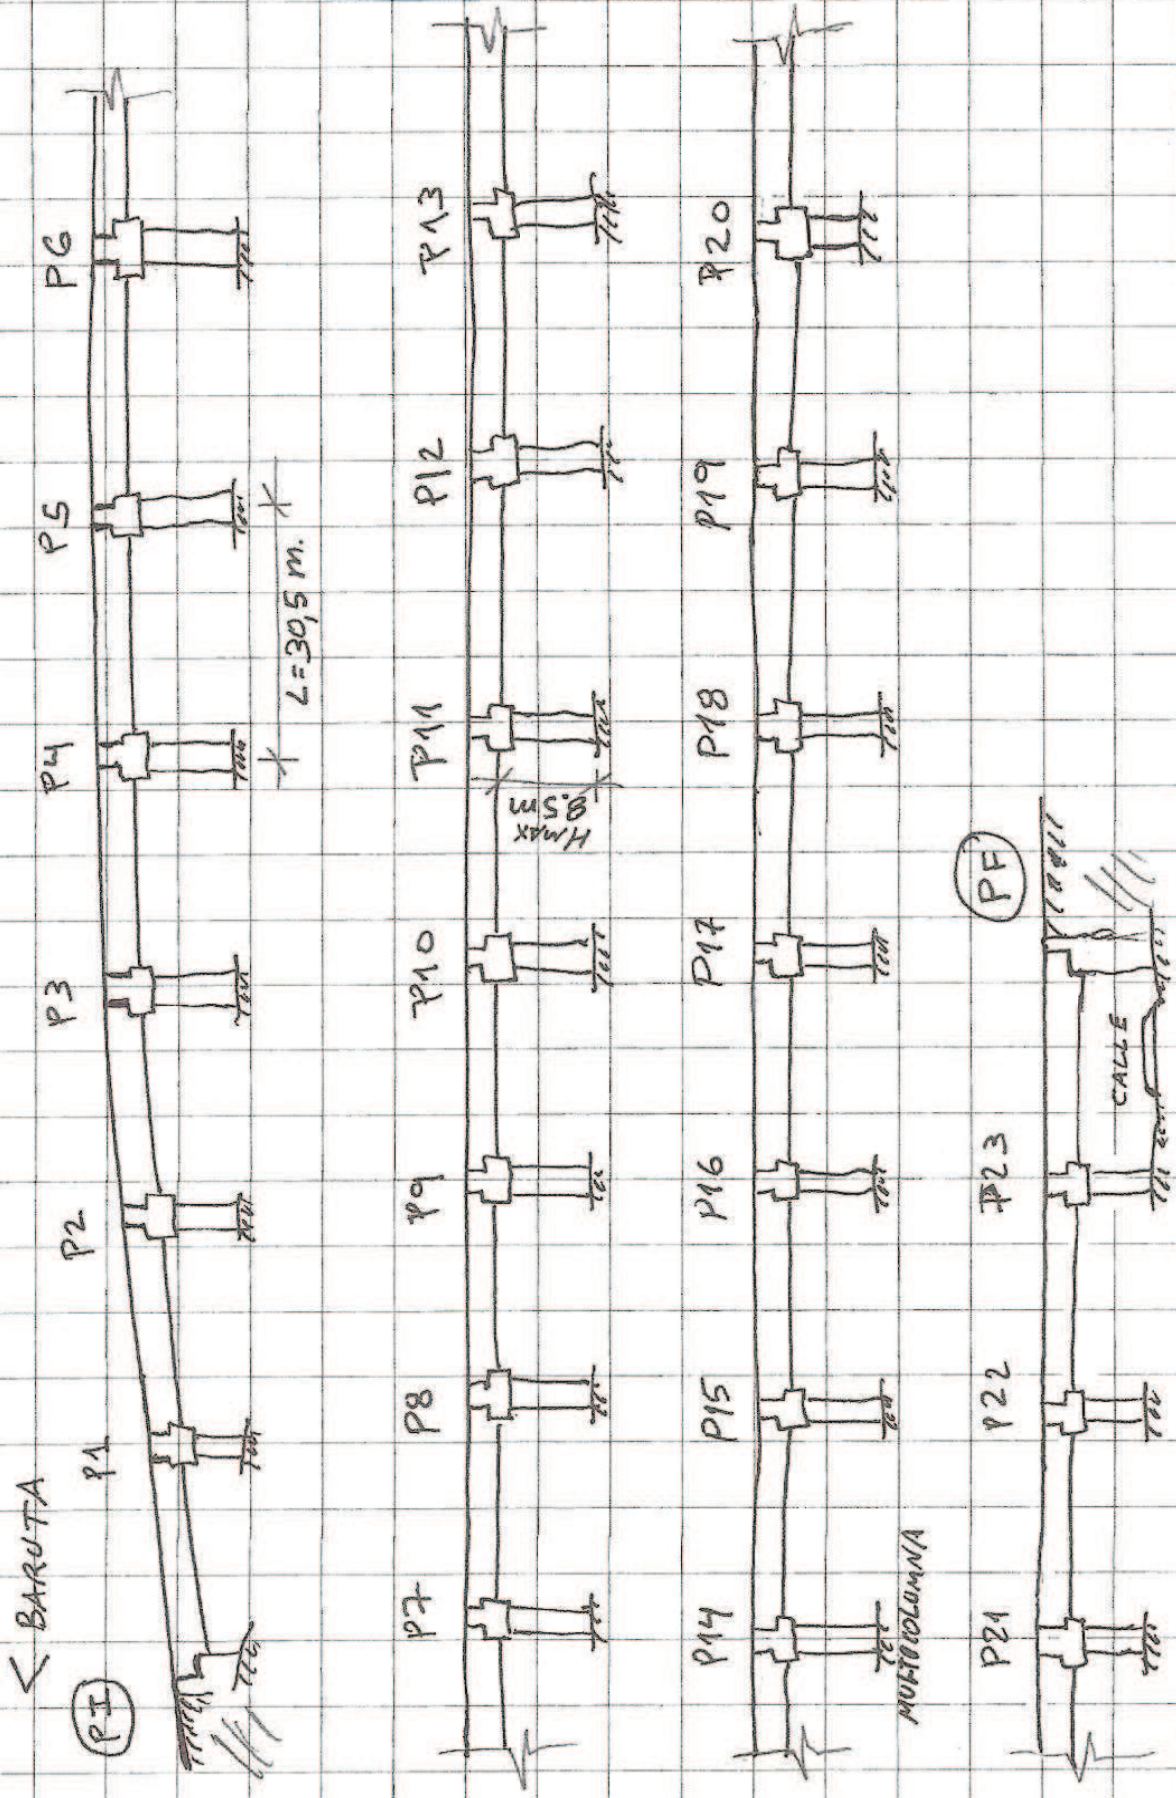 < BARUTA
PI
P1
P2
P3
P4
P5
P6
L=30,5 m.
P7
P8
P9
P10
P11
P12
P13
HMAX
8.5m
P14
P15
P16
P17
P18
P19
P20
MULTICOLUMNA
P21
P22
P23
CALLE
PF